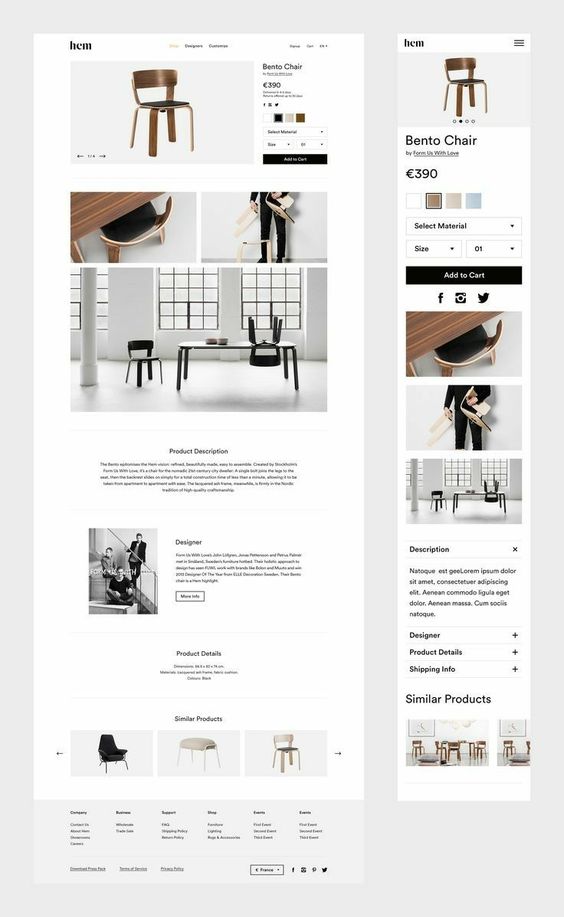 hem
Shop Designers Customize
Signup Cart EN
Bento Chair
by Form Us With Love
€390
Delivered in 4-6 days
Returns offered up to 30 days
1 / 4
Select Material
Size 01
Add to Cart
Product Description
The Bento epitomises the Hem vision: refined, beautifully made, easy to assemble. Created by Stockholm's
Form Us With Love, it's a chair for the nomadic 21st century city dweller. A single bolt joins the legs to the
seat, then the backrest slides on simply for a total construction time of less than a minute, allowing it to be
taken from apartment to apartment with ease. The lacquered ash frame, meanwhile, is firmly in the Nordic
tradition of high-quality craftsmanship.
Designer
Form Us With Love's John Löfgren, Jonas Pettersson and Petrus Palmer
met in Småland, Sweden's furniture hotbed. Their holistic approach to
design has seen FUWL work with brands like Bolon and Muuto and win
2013 Designer Of The Year from ELLE Decoration Sweden. Their Bento
chair is a Hem highlight.
More Info
Product Details
Materials: Lacquered ash frame, fabric cushion.
Colours: Black
Similar Products
Company Business Support Shop Events Events
Contact Us Wholesale FAQ Furniture First Event First Event
About Hem Trade Sale Shipping Policy Lighting Second Event Second Event
Showrooms Return Policy Rugs & Accessories Third Event Third Event
Careers
Download Press Pack Terms of Service Privacy Policy
€ France
hem
Bento Chair
by Form Us With Love
€390
Select Material
Size 01
Add to Cart
Description
Natoque est geeLorem ipsum dolor
sit amet, consectetuer adipiscing
elit. Aenean commodo ligula eget
dolor. Aenean massa. Cum sociis
natoque.
Designer
Product Details
Shipping Info
Similar Products